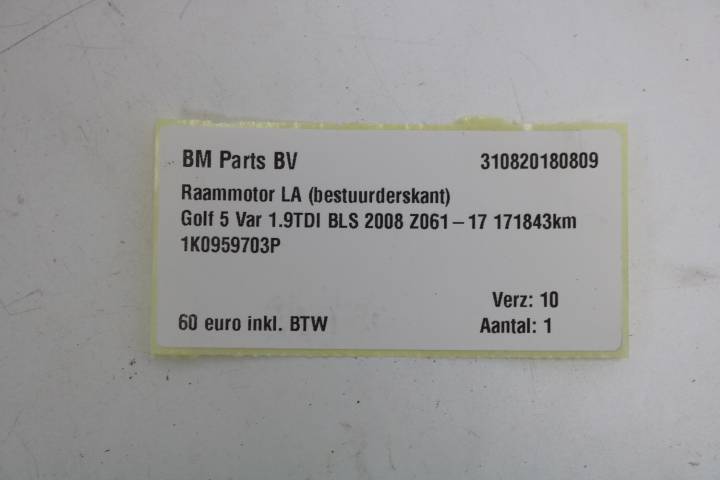 BM Parts BV 310820180809
Raammotor LA (bestuurderskant)
Golf 5 Var 1.9TDI BLS 2008 Z061-17 171843km
1K0959703P
Verz: 10
60 euro inkl. BTW Aantal: 1